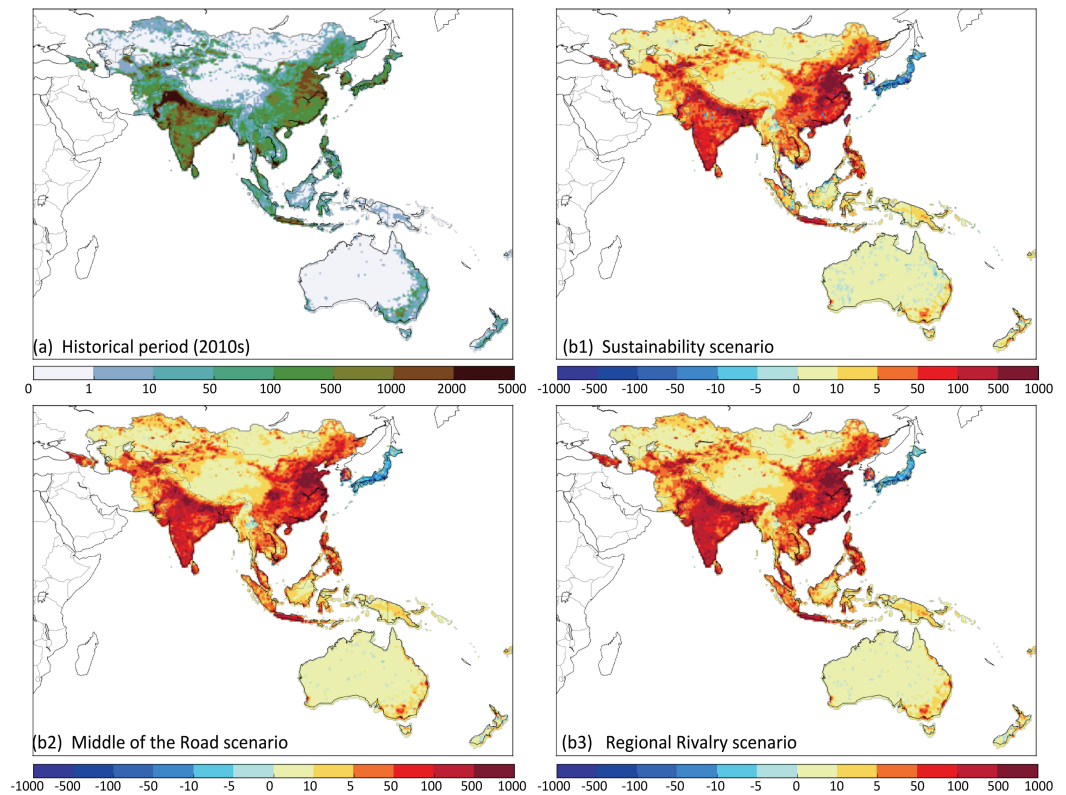 (a) Historical period (2010s)
0 1 10 50 100 500 1000 2000 5000
(b1) Sustainability scenario
-1000 -500 -100 -50 -10 -5 0 10 5 50 100 500 1000
(b2) Middle of the Road scenario
-1000 -500 -100 -50 -10 -5 0 10 5 50 100 500 1000
(b3) Regional Rivalry scenario
-1000 -500 -100 -50 -10 -5 0 10 5 50 100 500 1000